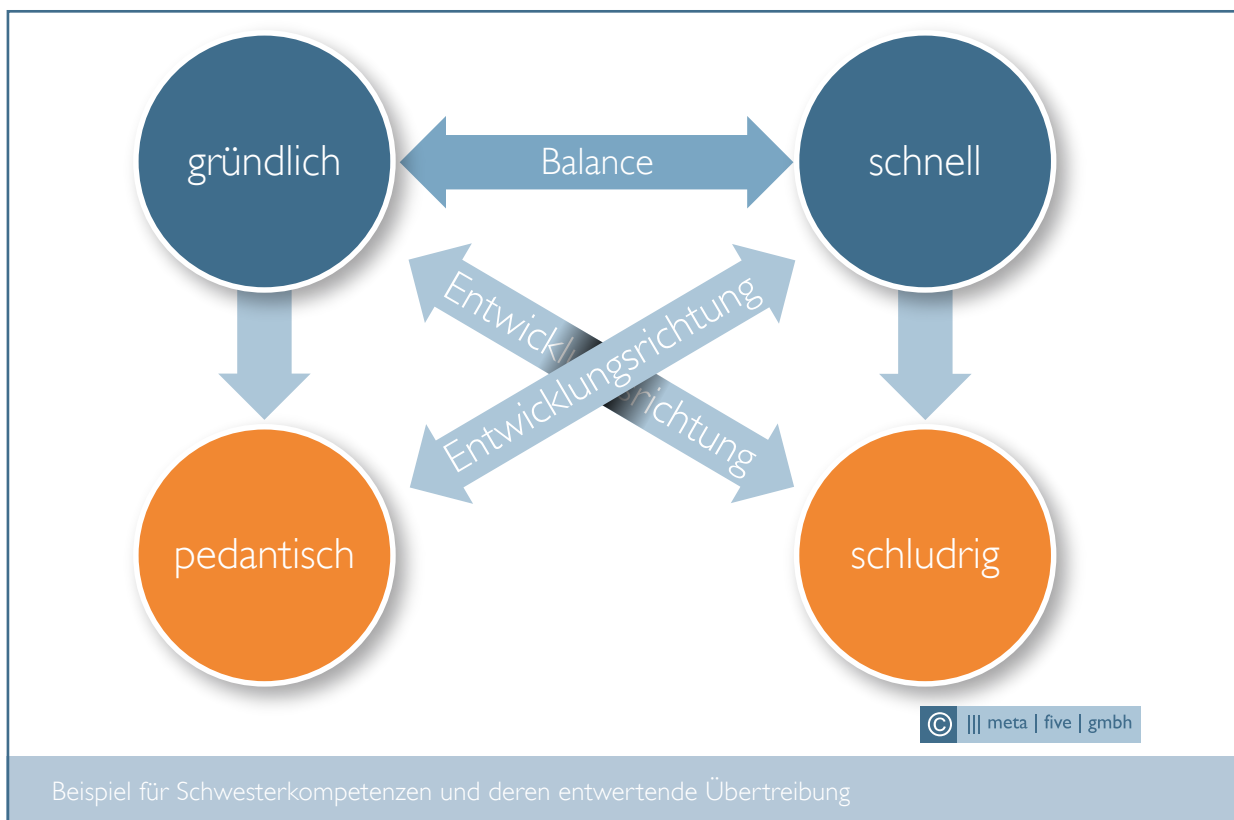 gründlich
Balance
schnell
Entwicklungsrichtung
Entwicklungsrichtung
pedantisch
schludrig
© ||| meta | five | gmbh
Beispiel für Schwesterkompetenzen und deren entwertende Übertreibung